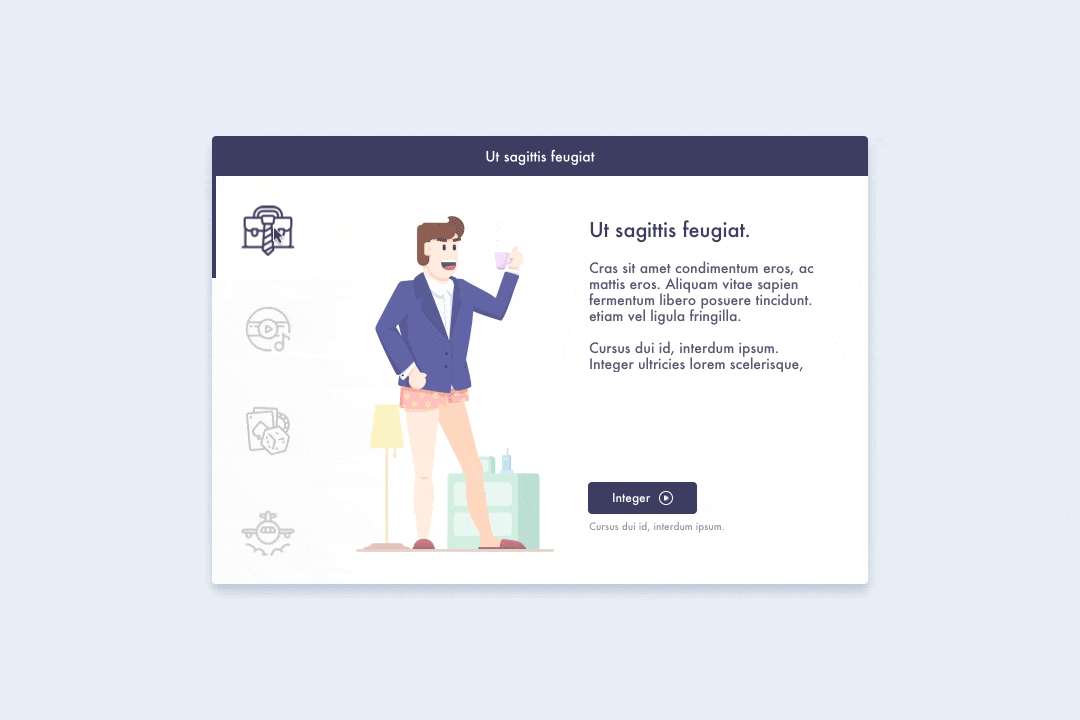 Ut sagittis feugiat
Ut sagittis feugiat.
Cras sit amet condimentum eros, ac
mattis eros. Aliquam vitae sapien
fermentum libero posuere tincidunt.
etiam vel ligula fringilla.
Cursus dui id, interdum ipsum.
Integer ultricies lorem scelerisque,
Integer
Cursus dui id, interdum ipsum.